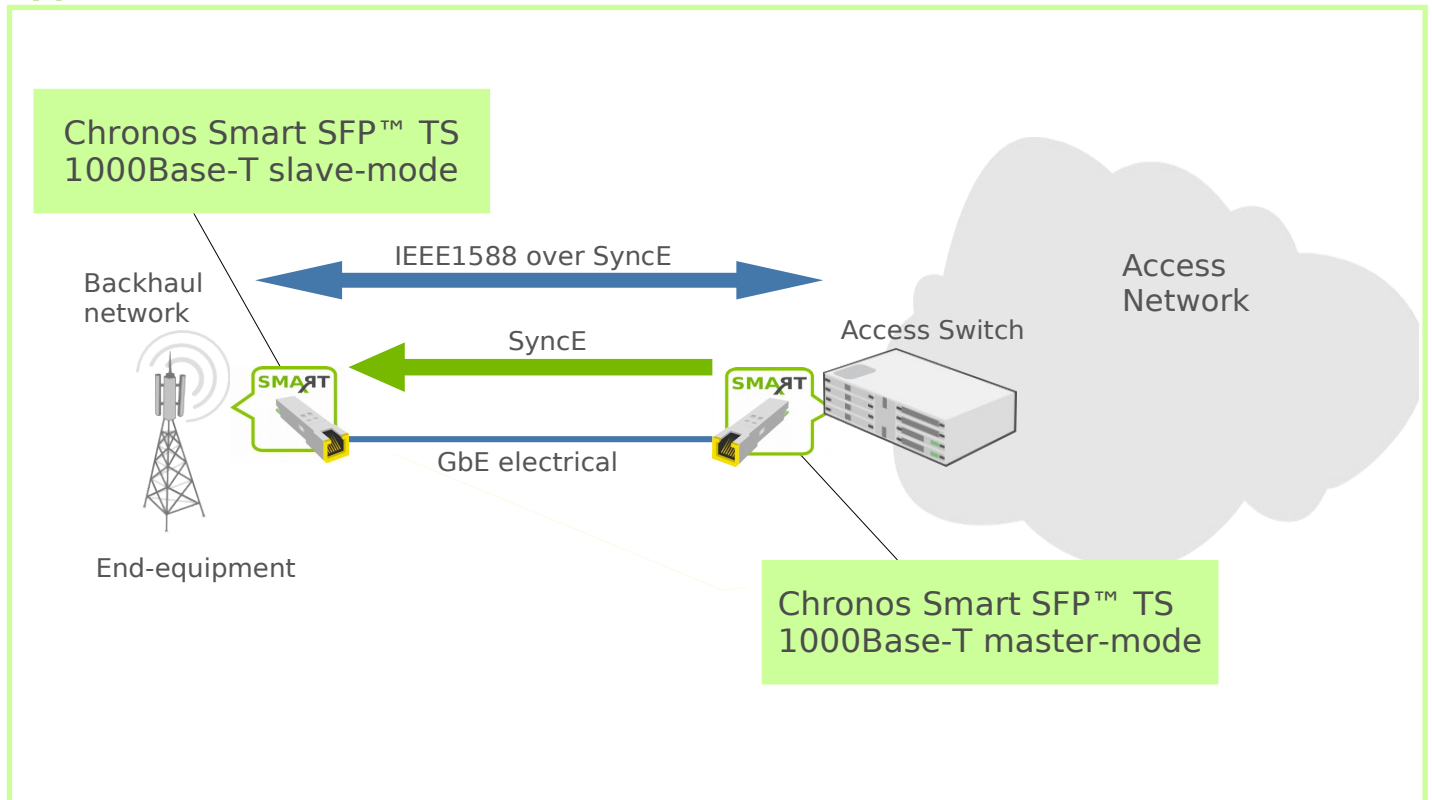 Chronos Smart SFP™ TS
1000Base-T slave-mode
IEEE1588 over SyncE
Backhaul
network
Access
Network
SyncE
Access Switch
SMART
SMART
GbE electrical
End-equipment
Chronos Smart SFP™ TS
1000Base-T master-mode